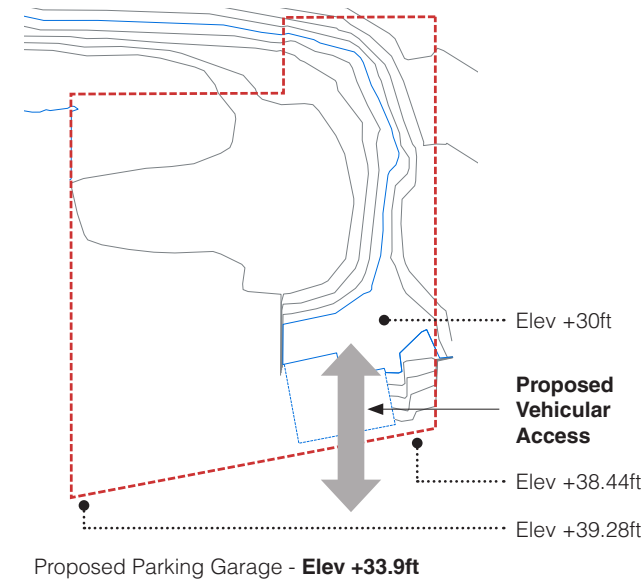 Elev +30ft
Proposed
Vehicular
Access
Elev +38.44ft
Elev +39.28ft
Proposed Parking Garage - Elev +33.9ft